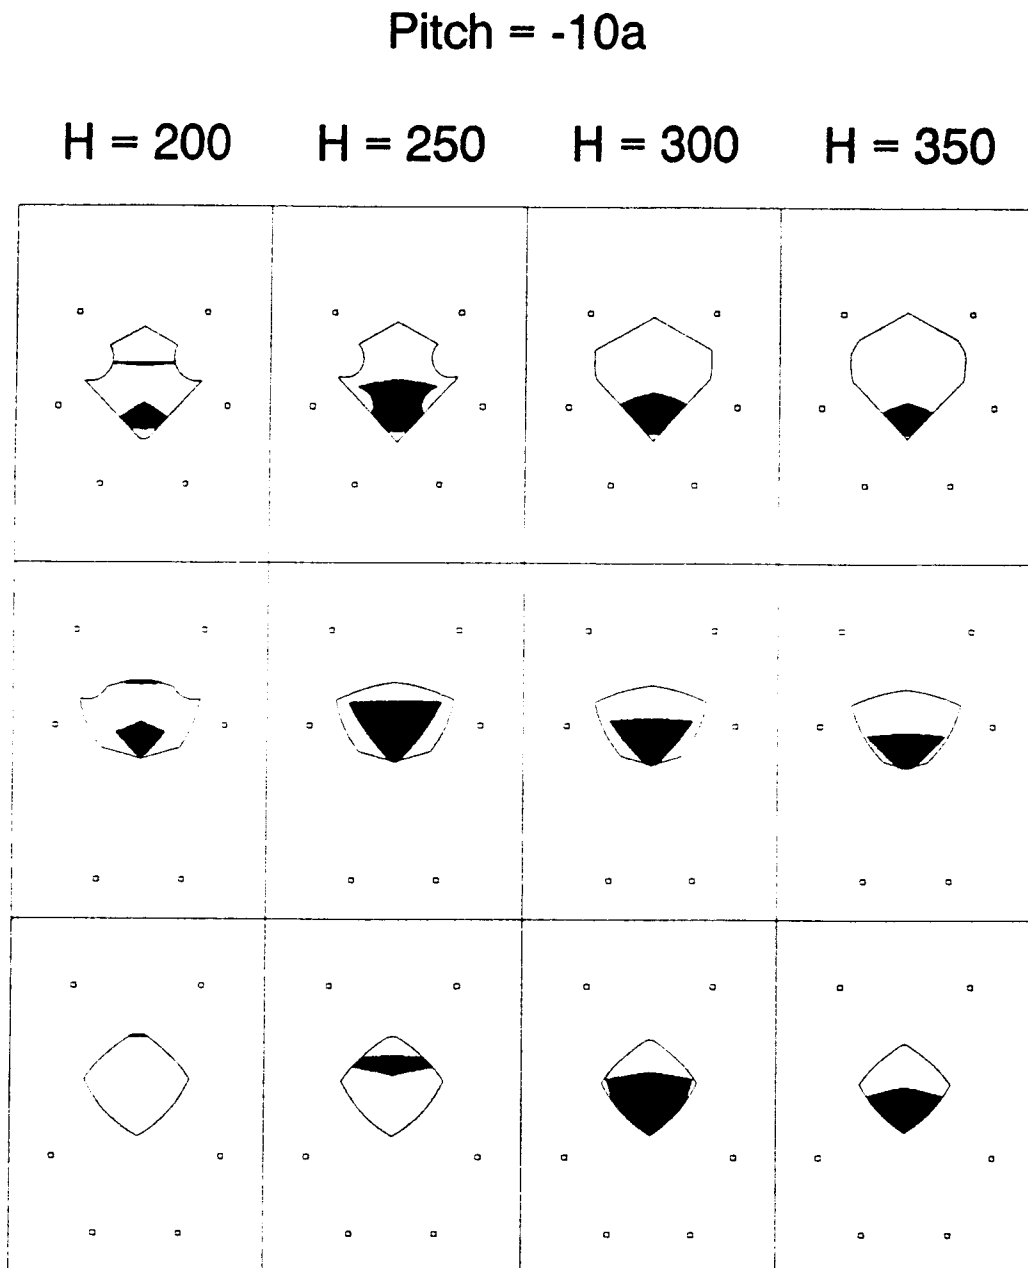 Pitch = -10a
H = 200 H = 250 H = 300 H = 350